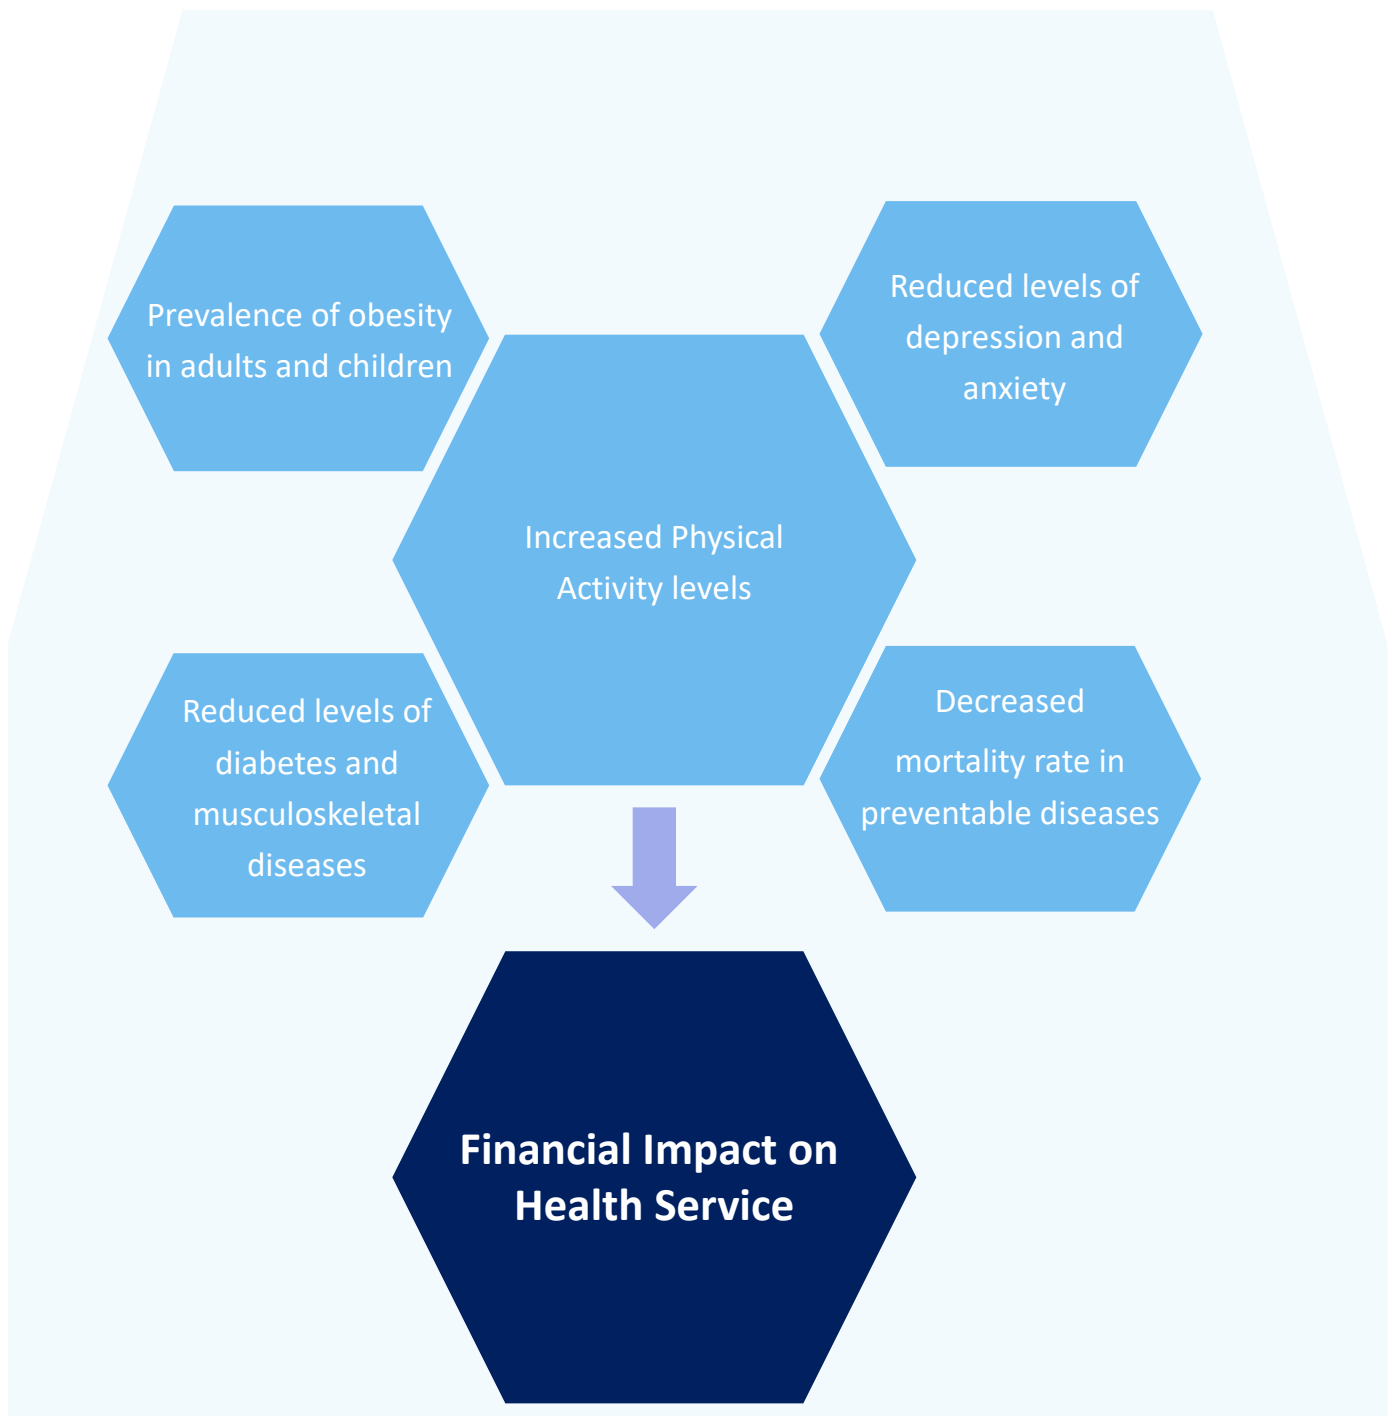 Prevalence of obesity
in adults and children
Reduced levels of
depression and
anxiety
Increased Physical
Activity levels
Reduced levels of
diabetes and
musculoskeletal
diseases
Decreased
mortality rate in
preventable diseases
Financial Impact on
Health Service